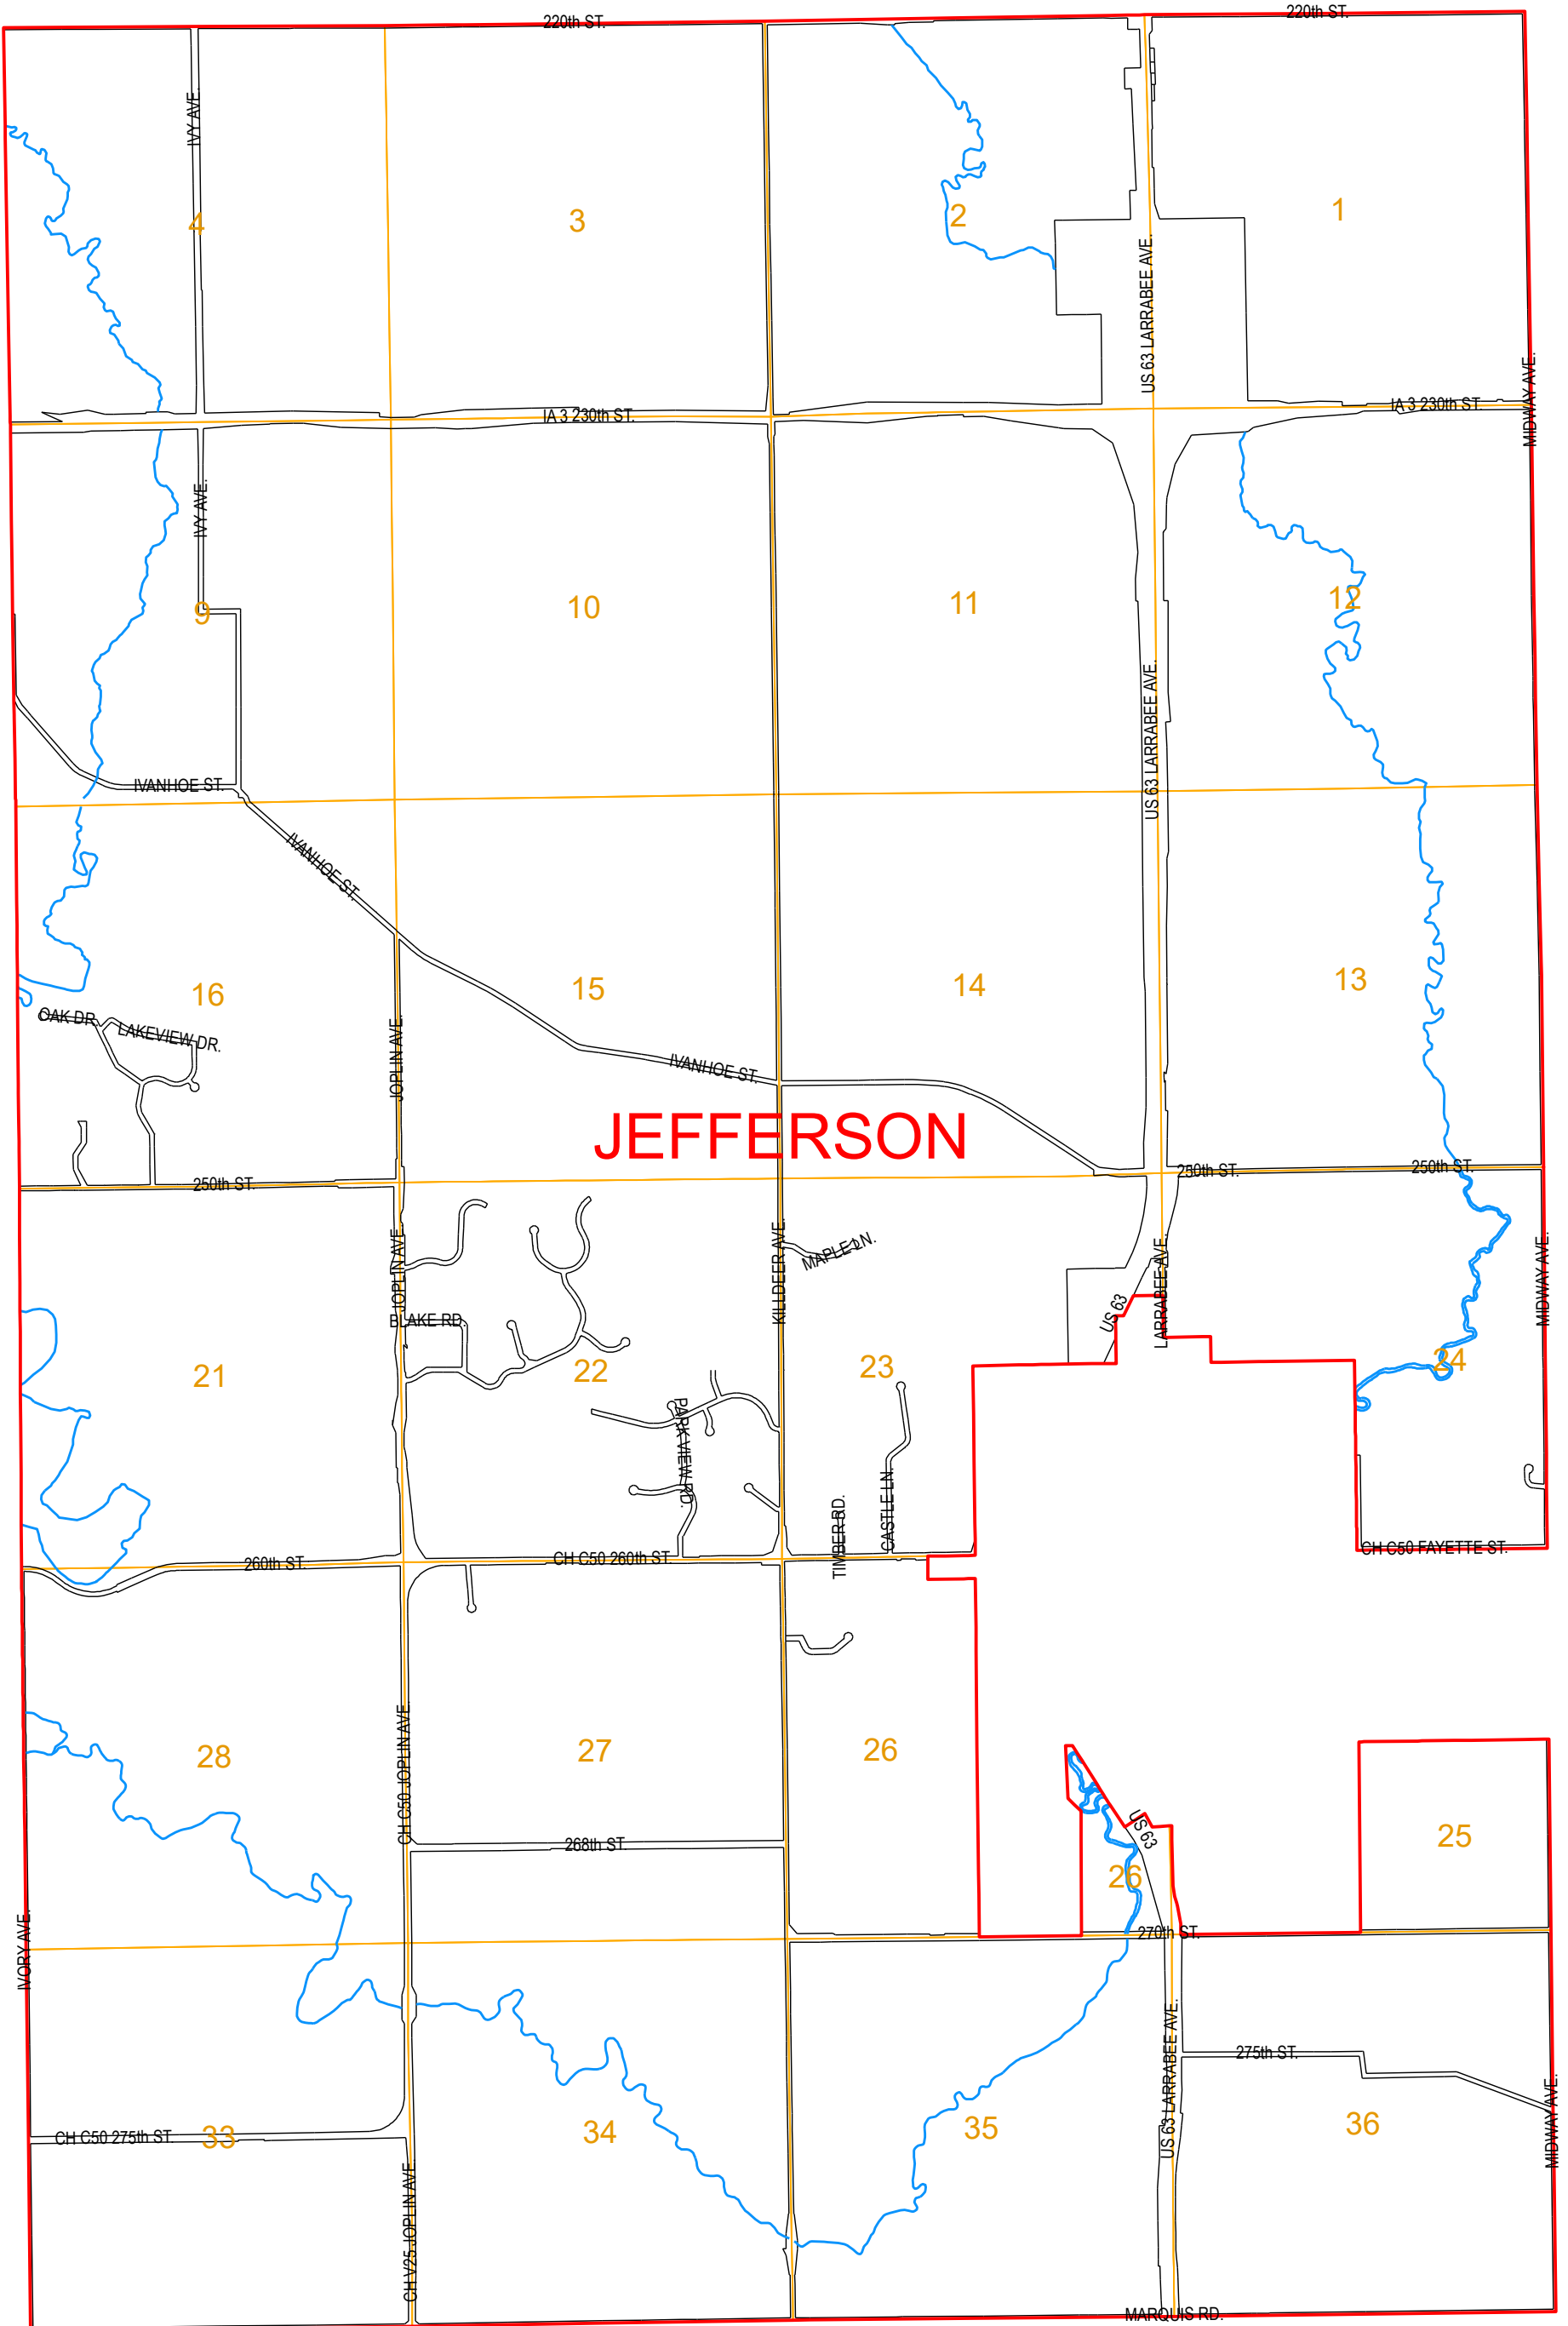 220th ST.
220th ST.
IVY AVE.
4
3
2
1
US 63 LARRABEE AVE.
MIDWAY AVE.
IA 3 230th ST.
IA 3 230th ST.
IVY AVE.
9
10
11
12
US 63 LARRABEE AVE.
IVANHOE ST.
IVANHOE ST.
16
15
14
13
OAK DR.
LAKEVIEW DR.
JOPLIN AVE.
IVANHOE ST.
JEFFERSON
250th ST.
250th ST.
250th ST.
JOPLIN AVE.
KILLDEER AVE.
MAPLE LN.
LARRABEE AVE.
MIDWAY AVE.
US 63
BLAKE RD.
21
22
23
24
PARK VIEW RD.
CASTLE LN.
TIMBER RD.
260th ST.
CH C50 260th ST.
CH C50 FAYETTE ST.
28
27
26
CH C50 JOPLIN AVE.
268th ST.
US 63
25
26
IVORY AVE.
270th ST.
US 63 LARRABEE AVE.
275th ST.
MIDWAY AVE.
CH C50 275th ST.
33
34
35
36
CH V25 JOPLIN AVE.
MARQUIS RD.